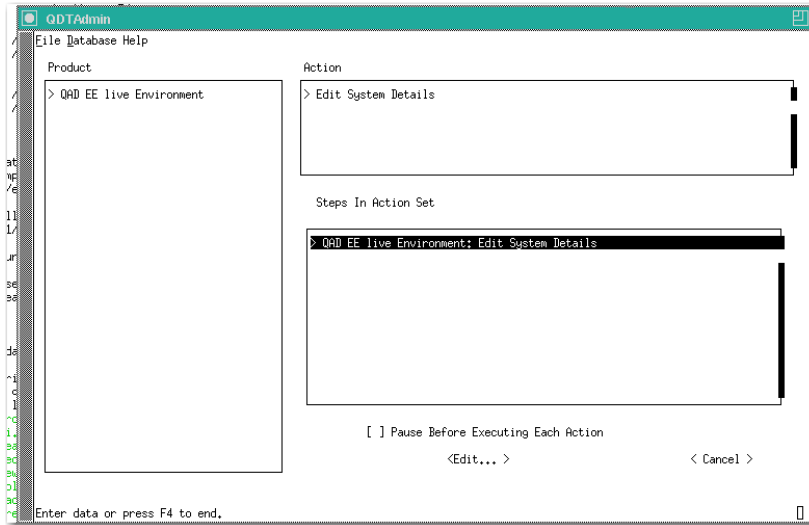 QDTAdmin
File Database Help
Product
Action
> QAD EE live Environment
> Edit System Details
Steps In Action Set
> QAD EE live Environment: Edit System Details
[ ] Pause Before Executing Each Action
<Edit... >
< Cancel >
Enter data or press F4 to end.